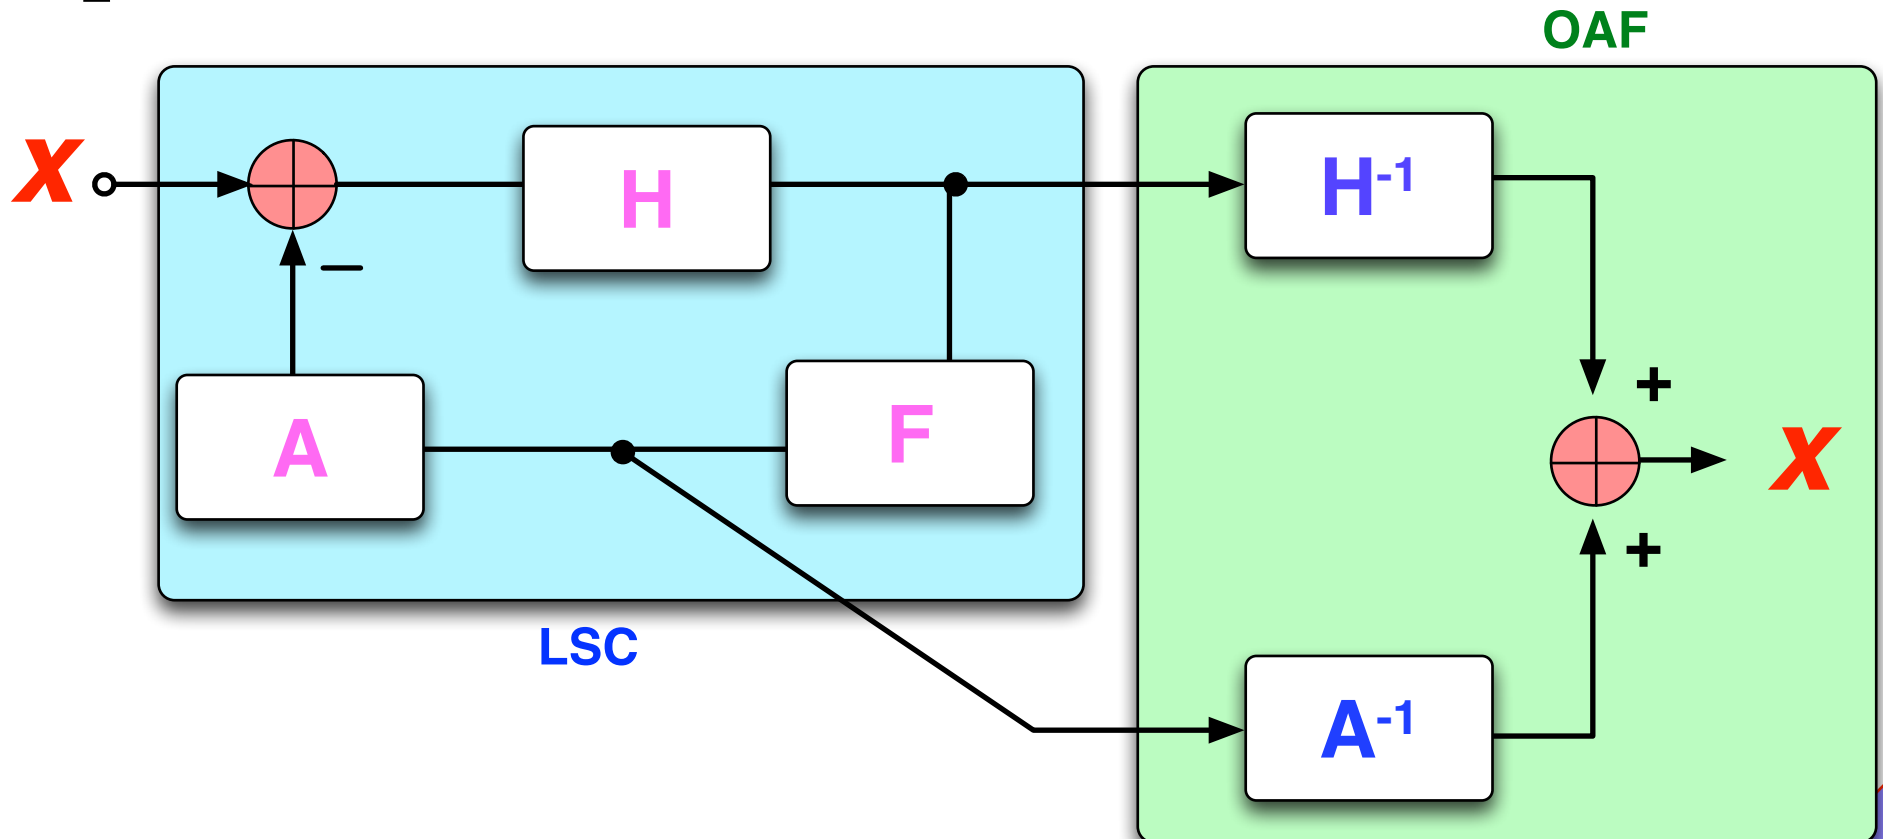 OAF
x
H
H-1
–
A
F
+
x
+
LSC
A-1